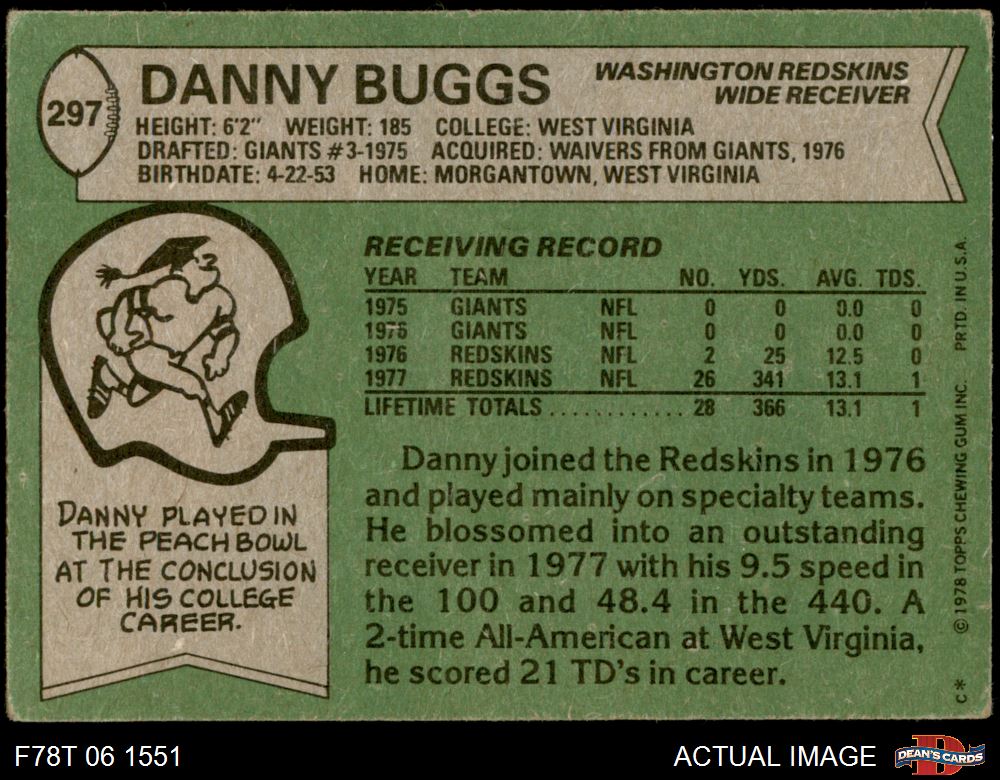 297
DANNY BUGGS
WASHINGTON REDSKINS
WIDE RECEIVER
HEIGHT: 6'2" WEIGHT: 185 COLLEGE: WEST VIRGINIA
DRAFTED: GIANTS #3-1975 ACQUIRED: WAIVERS FROM GIANTS, 1976
BIRTHDATE: 4-22-53 HOME: MORGANTOWN, WEST VIRGINIA
RECEIVING RECORD
YEAR TEAM NO. YDS. AVG. TDS.
1975 GIANTS NFL 0 0 0.0 0
1976 GIANTS NFL 0 0 0.0 0
1976 REDSKINS NFL 2 25 12.5 0
1977 REDSKINS NFL 26 341 13.1 1
LIFETIME TOTALS ............ 28 366 13.1 1
Danny joined the Redskins in 1976
and played mainly on specialty teams.
He blossomed into an outstanding
receiver in 1977 with his 9.5 speed in
the 100 and 48.4 in the 440. A
2-time All-American at West Virginia,
he scored 21 TD's in career.
DANNY PLAYED IN
THE PEACH BOWL
AT THE CONCLUSION
OF HIS COLLEGE
CAREER.
C* © 1978 TOPPS CHEWING GUM INC. PRTD. IN U.S.A.
F78T 06 1551
ACTUAL IMAGE
D
DEAN'S CARDS